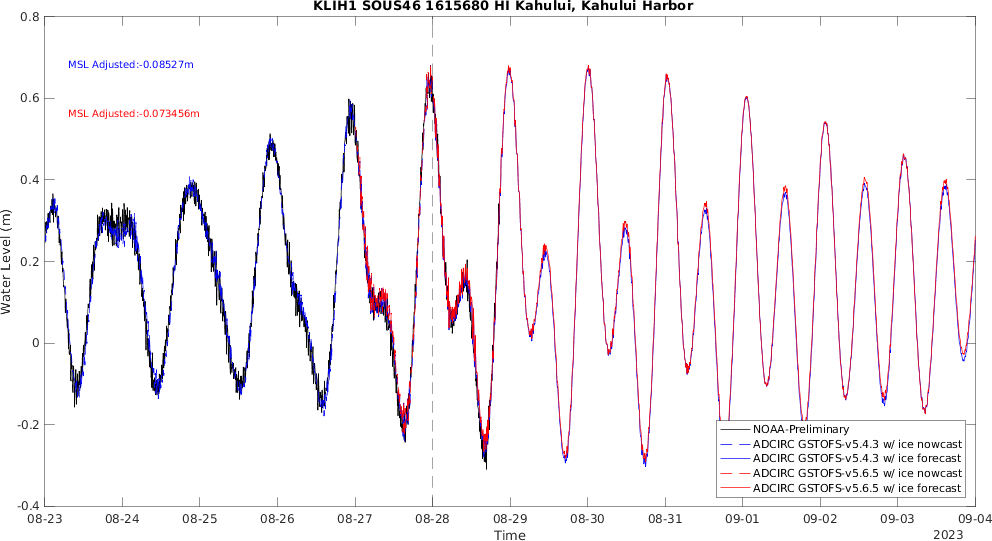 KLIH1 SOUS46 1615680 HI Kahului, Kahului Harbor
0.8
MSL Adjusted:-0.08527m
0.6
MSL Adjusted:-0.073456m
0.4
Water Level (m)
0.2
0
-0.2
NOAA-Preliminary
ADCIRC GSTOFS-v5.4.3 w/ ice nowcast
ADCIRC GSTOFS-v5.4.3 w/ ice forecast
ADCIRC GSTOFS-v5.6.5 w/ ice nowcast
ADCIRC GSTOFS-v5.6.5 w/ ice forecast
-0.4
08-23 08-24 08-25 08-26 08-27 08-28 08-29 08-30 08-31 09-01 09-02 09-03 09-04
Time
2023